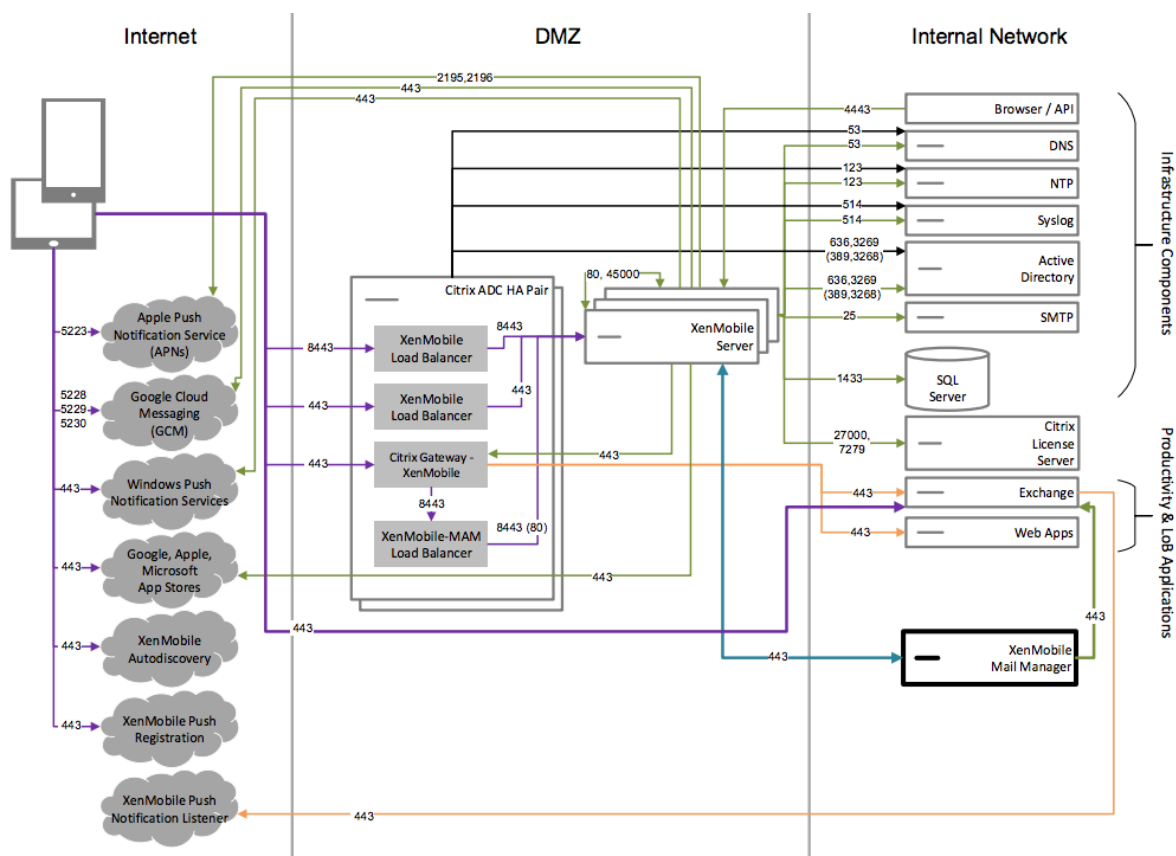 Internet
DMZ
Internal Network
2195,2196
443
443
4443
Browser / API
53
53
DNS
123
123
NTP
514
514
Syslog
636,3269
(389,3268)
636,3269
(389,3268)
Active
Directory
25
SMTP
1433
SQL
Server
27000,
7279
Citrix
License
Server
443
Exchange
443
Web Apps
443
XenMobile
Mail Manager
Infrastructure Components
Productivity & LoB Applications
80, 45000
XenMobile
Server
Citrix ADC HA Pair
8443
XenMobile
Load Balancer
8443
443
443
XenMobile
Load Balancer
443
Citrix Gateway -
XenMobile
443
8443
XenMobile-MAM
Load Balancer
8443 (80)
443
443
443
5223
Apple Push
Notification Service
(APNs)
5228
5229
5230
Google Cloud
Messaging
(GCM)
443
Windows Push
Notification Services
443
Google, Apple,
Microsoft
App Stores
XenMobile
Autodiscovery
443
XenMobile Push
Registration
XenMobile Push
Notification Listener
443